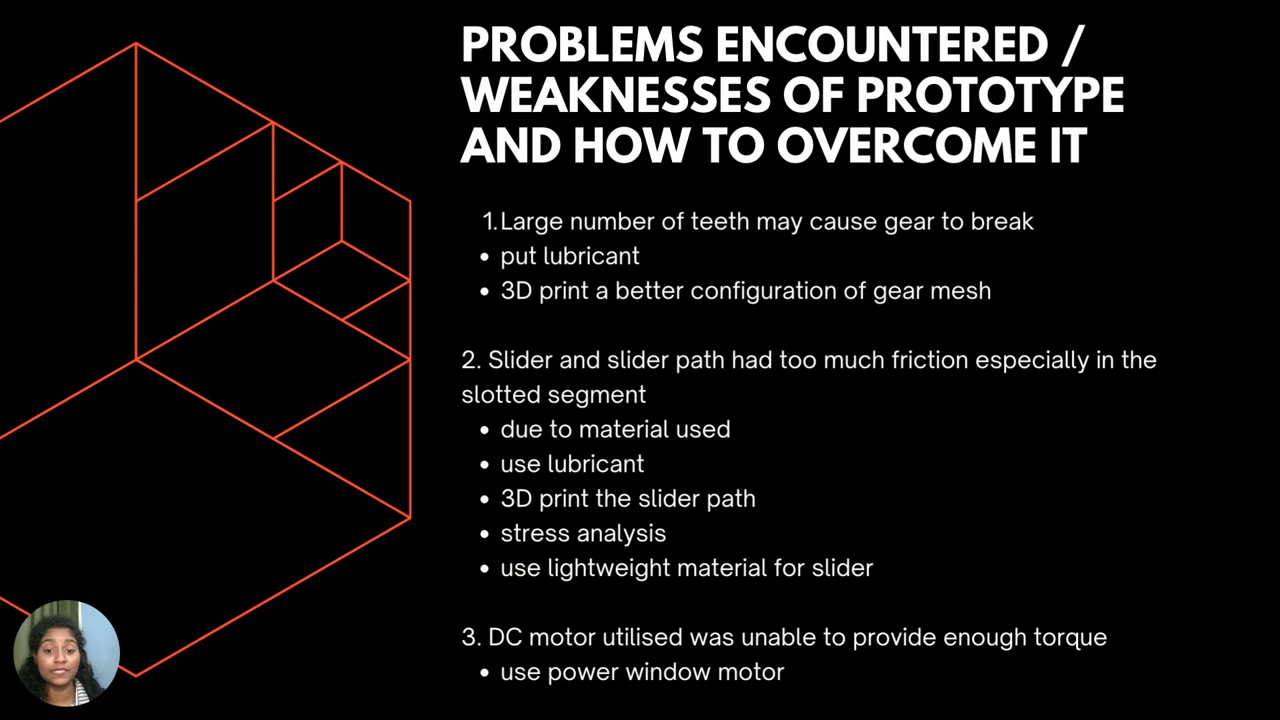 PROBLEMS ENCOUNTERED /
WEAKNESSES OF PROTOTYPE
AND HOW TO OVERCOME IT
1. Large number of teeth may cause gear to break
• put lubricant
• 3D print a better configuration of gear mesh
2. Slider and slider path had too much friction especially in the
slotted segment
• due to material used
• use lubricant
• 3D print the slider path
• stress analysis
• use lightweight material for slider
3. DC motor utilised was unable to provide enough torque
• use power window motor